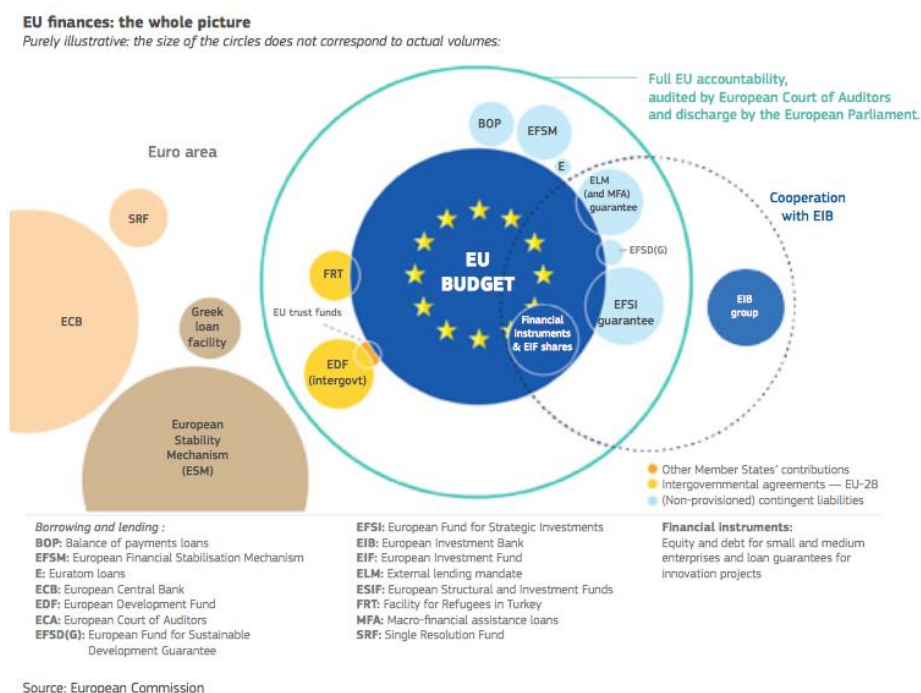 EU finances: the whole picture
Purely illustrative: the size of the circles does not correspond to actual volumes:
Full EU accountability,
audited by European Court of Auditors
and discharge by the European Parliament.
Euro area
BOP
EFSM
E
ELM
(and MFA)
guarantee
Cooperation
with EIB
SRF
EFSD(G)
EU
BUDGET
FRT
EU trust funds
ECB
Greek
loan
facility
EFSI
guarantee
EIB
group
Financial
instruments
& EIF shares
EDF
(intergovt)
European
Stability
Mechanism
(ESM)
Other Member States' contributions
Intergovernmental agreements — EU-28
(Non-provisioned) contingent liabilities
Borrowing and lending :
BOP: Balance of payments loans
EFSM: European Financial Stabilisation Mechanism
E: Euratom loans
ECB: European Central Bank
EDF: European Development Fund
ECA: European Court of Auditors
EFSD(G): European Fund for Sustainable
Development Guarantee
EFSI: European Fund for Strategic Investments
EIB: European Investment Bank
EIF: European Investment Fund
ELM: External lending mandate
ESIF: European Structural and Investment Funds
FRT: Facility for Refugees in Turkey
MFA: Macro-financial assistance loans
SRF: Single Resolution Fund
Financial instruments:
Equity and debt for small and medium
enterprises and loan guarantees for
innovation projects
Source: European Commission